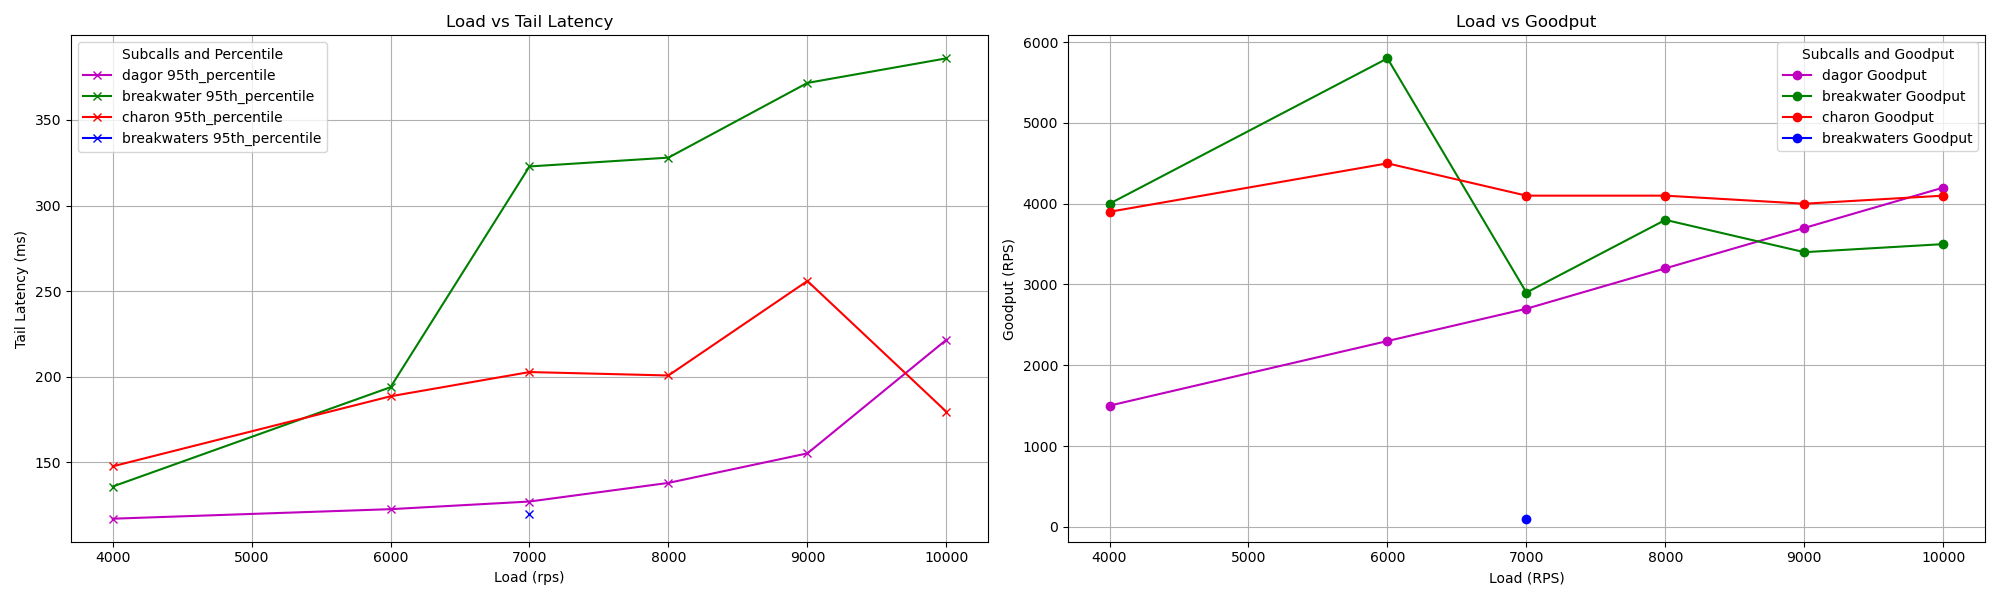 Load vs Tail Latency
Subcalls and Percentile
dagor 95th_percentile
breakwater 95th_percentile
charon 95th_percentile
breakwaters 95th_percentile
350
300
250
200
150
Tail Latency (ms)
4000 5000 6000 7000 8000 9000 10000
Load (rps)
Load vs Goodput
Subcalls and Goodput
dagor Goodput
breakwater Goodput
charon Goodput
breakwaters Goodput
6000
5000
4000
3000
2000
1000
0
Goodput (RPS)
4000 5000 6000 7000 8000 9000 10000
Load (RPS)